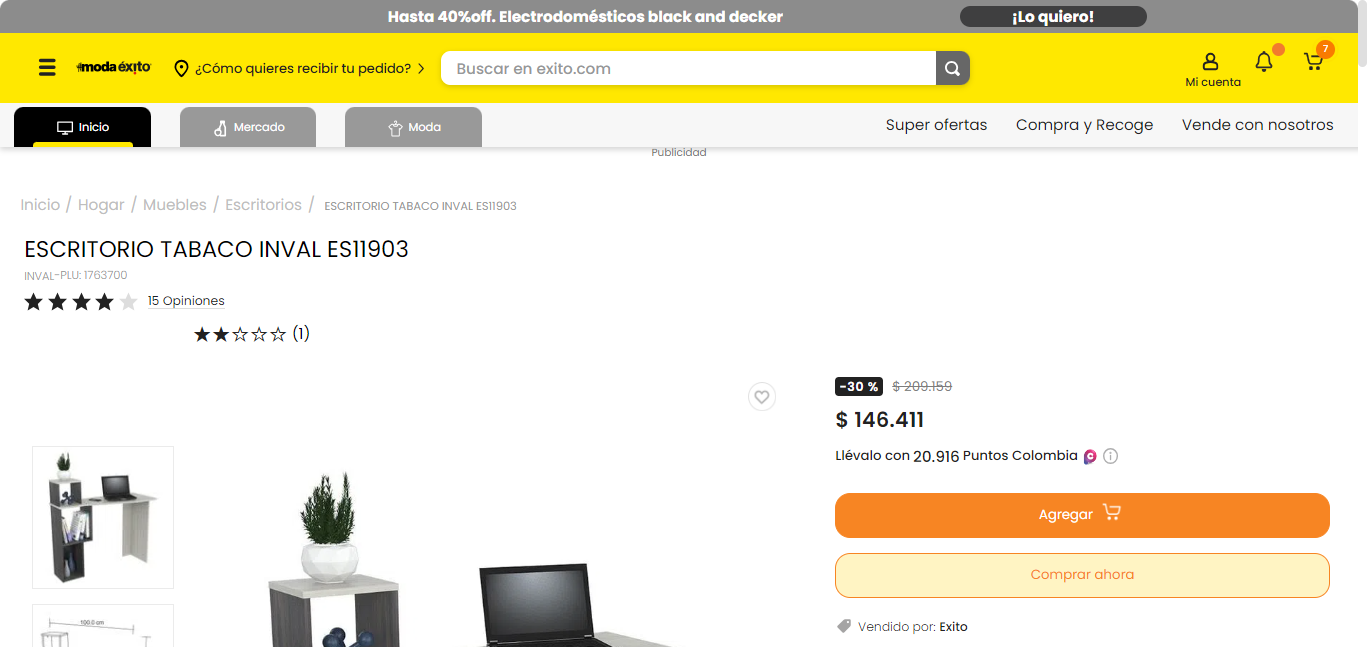 Hasta 40%off. Electrodomésticos black and decker
¡Lo quiero!
#modaéxito
¿Cómo quieres recibir tu pedido?
Buscar en exito.com
Mi cuenta
7
Inicio
Mercado
Moda
Super ofertas
Compra y Recoge
Vende con nosotros
Publicidad
Inicio / Hogar / Muebles / Escritorios / ESCRITORIO TABACO INVAL ES11903
ESCRITORIO TABACO INVAL ES11903
INVAL-PLU: 1763700
15 Opiniones
(1)
-30 % $ 209.159
$ 146.411
Llévalo con 20.916 Puntos Colombia
Agregar
Comprar ahora
100.0 cm
Vendido por: Exito